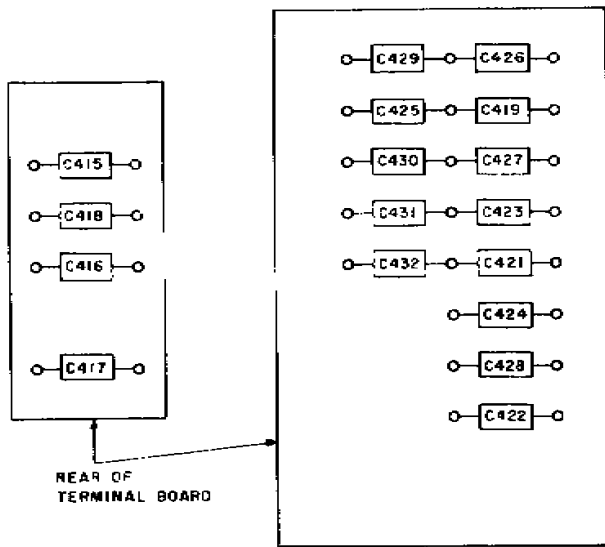 C429 C426
C425 C419
C430 C427
C431 C423
C432 C421
C424
C428
C422
C415
C418
C416
C417
REAR OF
TERMINAL BOARD